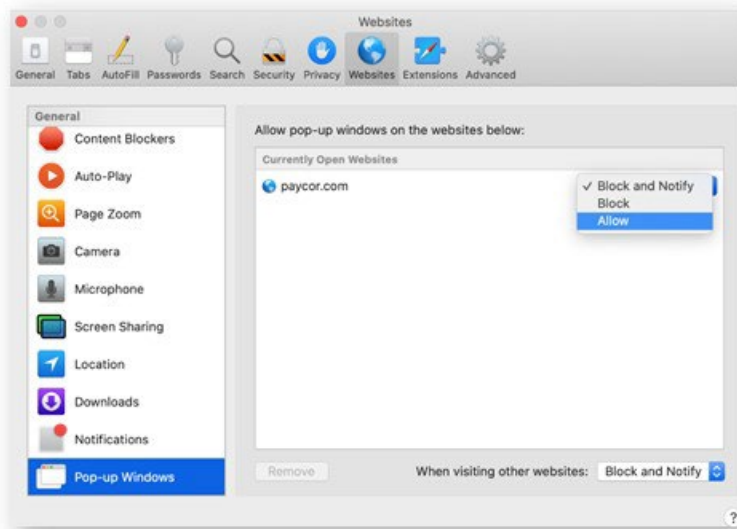 Websites
General Tabs AutoFill Passwords Search Security Privacy Websites Extensions Advanced
General
Content Blockers
Auto-Play
Page Zoom
Camera
Microphone
Screen Sharing
Location
Downloads
Notifications
Pop-up Windows
Allow pop-up windows on the websites below:
Currently Open Websites
paycor.com
✓ Block and Notify
Block
Allow
Remove
When visiting other websites: Block and Notify
?